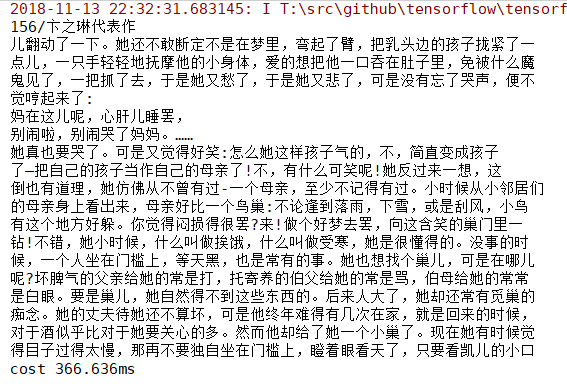 2018-11-13 22:32:31.683145: I T:\src\github\tensorflow\tensorf
156/卞之琳代表作
儿翻动了一下。她还不敢断定不是在梦里，弯起了臂，把乳头边的孩子找紧了一
点儿，一只手轻轻地抚摩他的小身体，爱的想把他一口吞在肚子里，免被什么魔
鬼见了，一把抓了去，于是她又愁了，于是她又悲了，可是没有忘了哭声，便不
觉哼起来了：
妈在这儿呢，心肝儿睡罢，
别闹啦，别闹哭了妈妈。……
她真也要哭了。可是又觉得好笑：怎么她这样孩子气的，不，简直变成孩子
了—把自己的孩子当作自己的母亲了！不，有什么可笑呢！她反过来一想，这
倒也有道理，她仿佛从不曾有过-一个母亲，至少不记得有过。小时候从小邻居们
的母亲身上看出来，母亲好比一个鸟巢：不论逢到落雨，下雪，或是刮风，小鸟
有这个地方好躲。你觉得闷损得很罢？来！做个好梦去罢，向这含笑的巢门里一
钻！不错，她小时候，什么叫做挨饿，什么叫做受寒，她是很懂得的。没事的时
候，一个人坐在门槛上，等天黑，也是常有的事。她也想找个巢儿，可是在哪儿
呢？坏脾气的父亲给她的常是打，托寄养的伯父给她的常是骂，伯母给她的常常
是白眼。要是巢儿，她自然得不到这些东西的。后来人大了，她却还常有觅巢的
痴念。她的丈夫待她还不算坏，可是他终年难得有几次在家，就是回来的时候，
对于酒似乎比对于她要关心的多。然而他却给了她一个小巢了。现在她有时候觉
得目子过得太慢，那再不要独自坐在门槛上，瞪着眼看天了，只要看凯儿的小口
cost 366.636ms